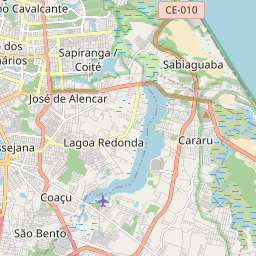 o Cavalcante
CE-010
Sapiranga /
Coité
Sabiaguaba
e dos
ários
José de Alencar
Lagoa Redonda
Cararu
ssejana
Coaçu
São Bento